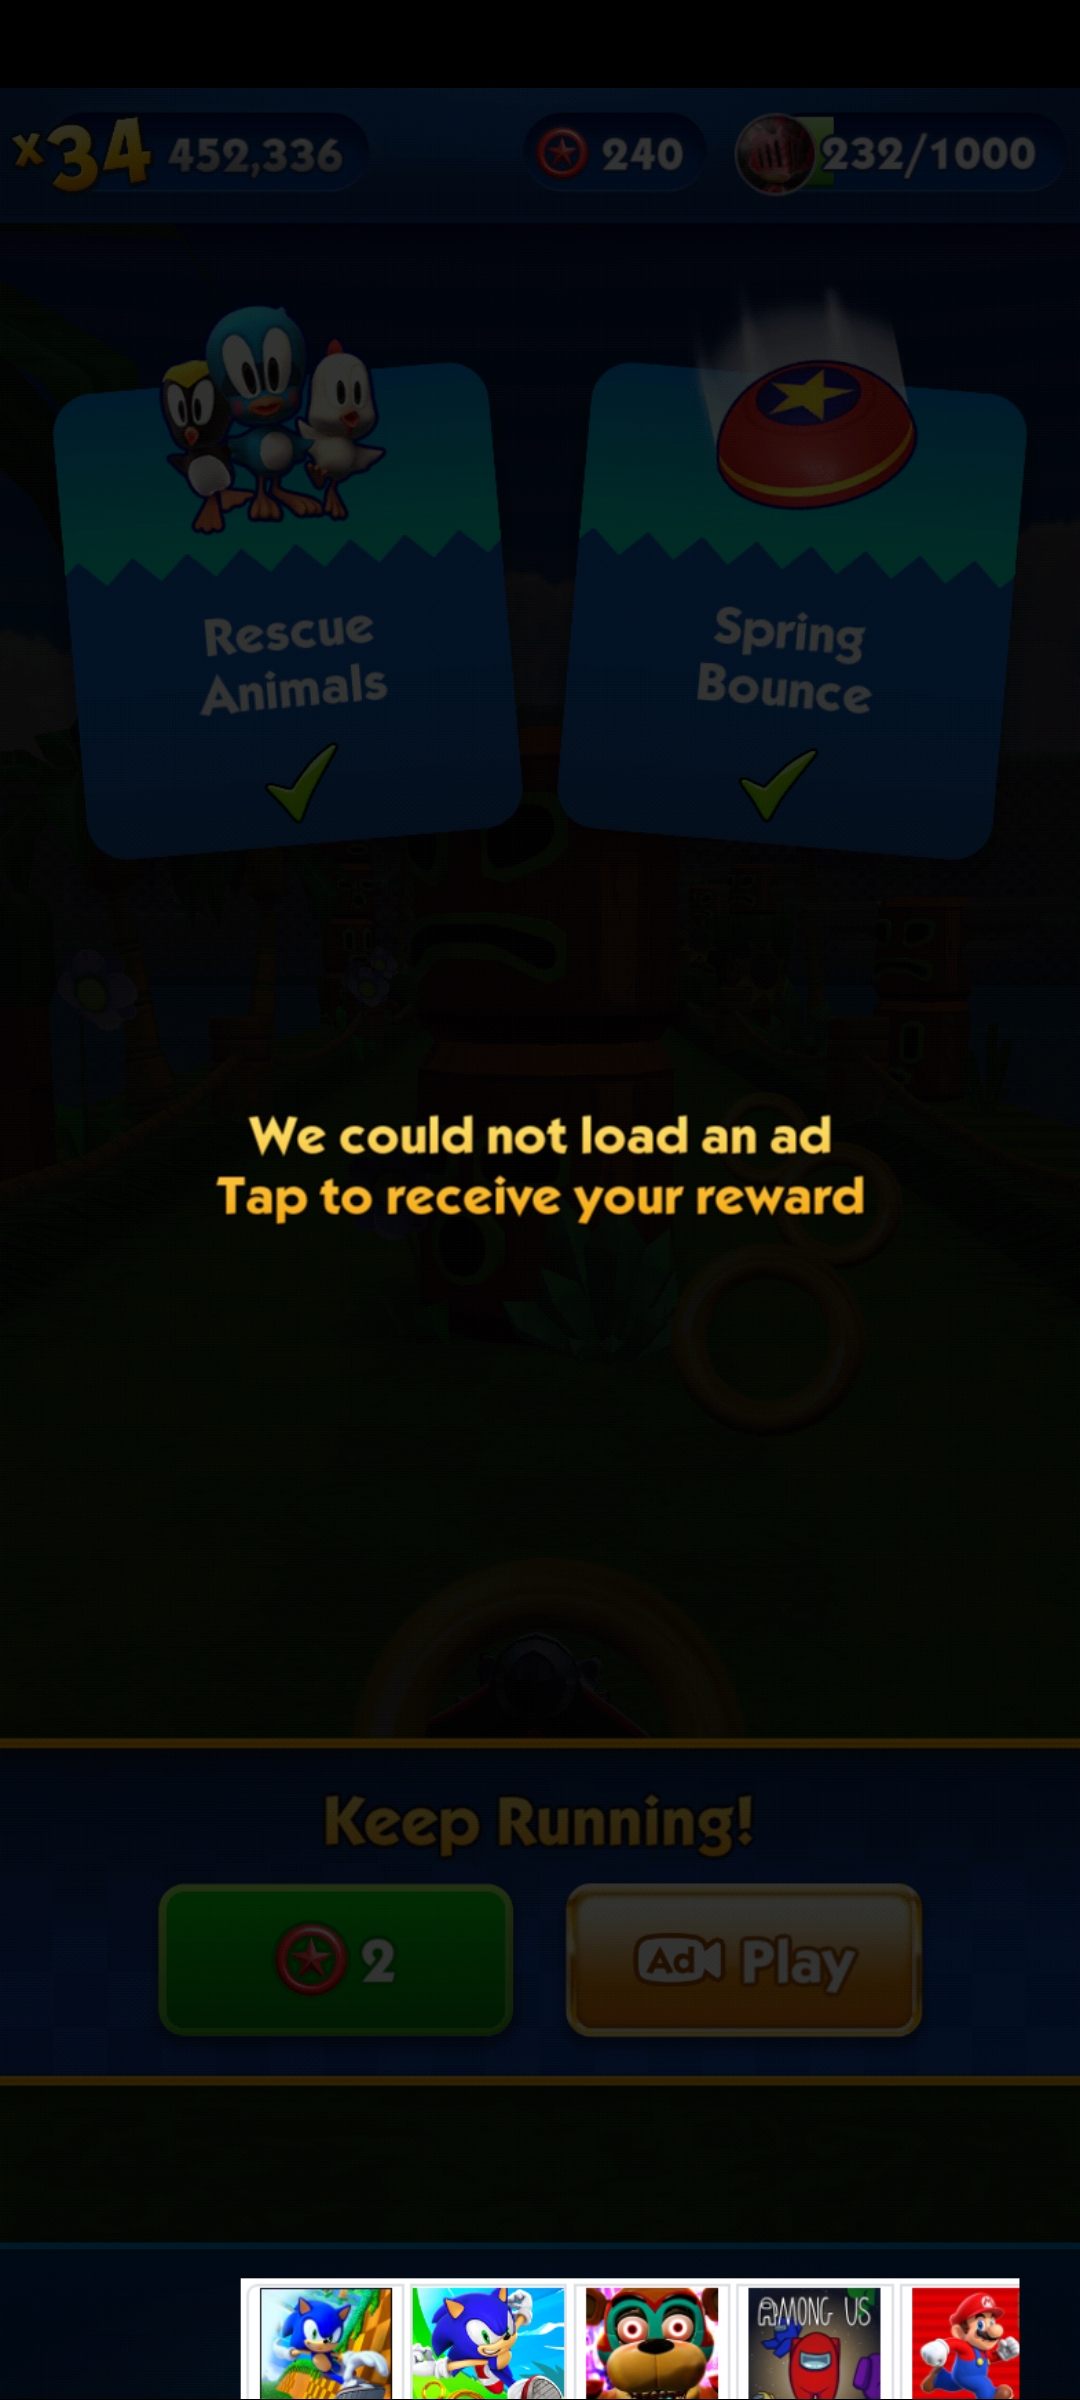 x34 452,336 240 232/1000
Rescue
Animals
Spring
Bounce
We could not load an ad
Tap to receive your reward
Keep Running!
2
Ad Play
AMONG US
M